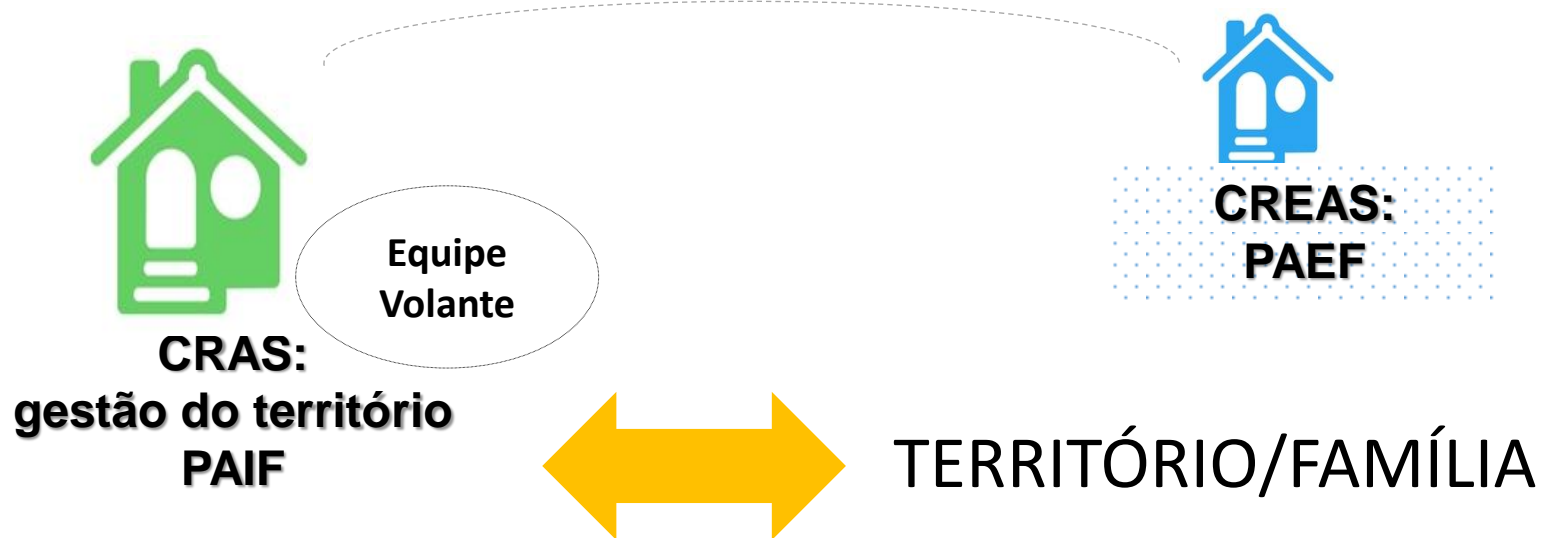 CREAS:
PAEF
Equipe
Volante
CRAS:
gestão do território
PAIF
TERRITÓRIO/FAMÍLIA